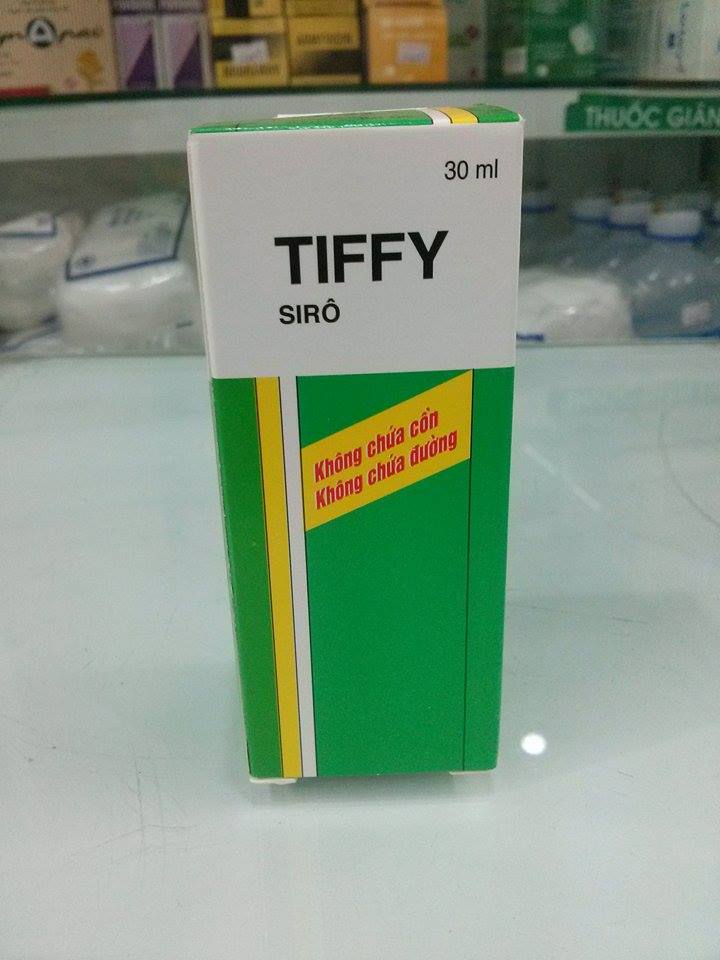 THUỐC GIẢN
30 ml
TIFFY
SIRÔ
Không chứa cồn
Không chứa đường